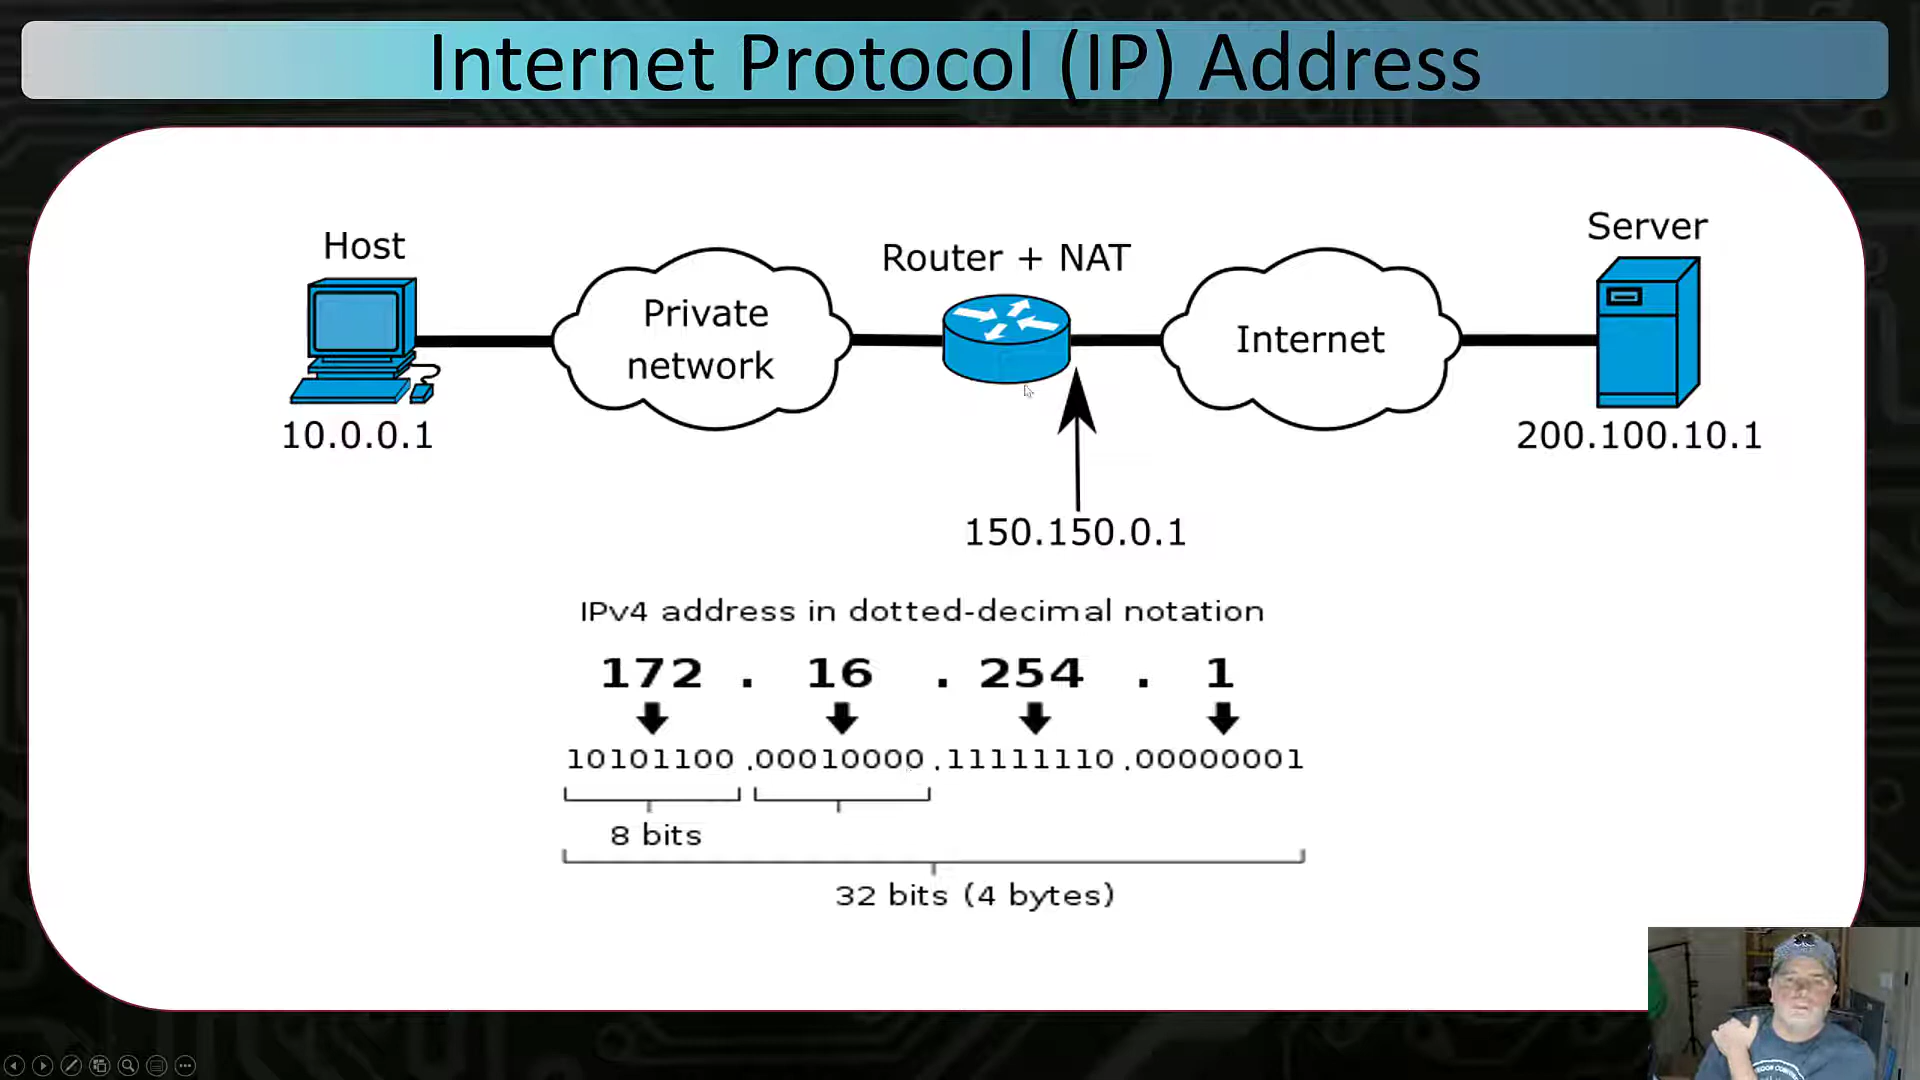 Internet Protocol (IP) Address
Host
Private
network
10.0.0.1
Router + NAT
150.150.0.1
Internet
Server
200.100.10.1
IPv4 address in dotted-decimal notation
172 . 16 . 254 . 1
10101100 .00010000 .11111110 .00000001
8 bits
32 bits (4 bytes)